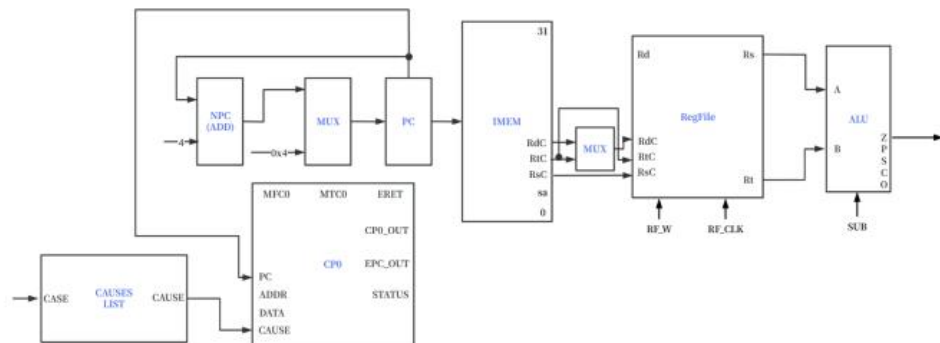 31
NPC
(ADD)
MUX
PC
IMEM
Rd
Rs
RegFile
A
ALU
B
Z
P
S
C
O
4
0x4
RdC
RtC
RsC
sa
0
MUX
RdC
RtC
RsC
Rt
RF_W
RF_CLK
SUB
MFC0
MTC0
ERET
CP0_OUT
CP0
EPC_OUT
PC
ADDR
STATUS
DATA
CAUSE
CASE
CAUSES
LIST
CAUSE